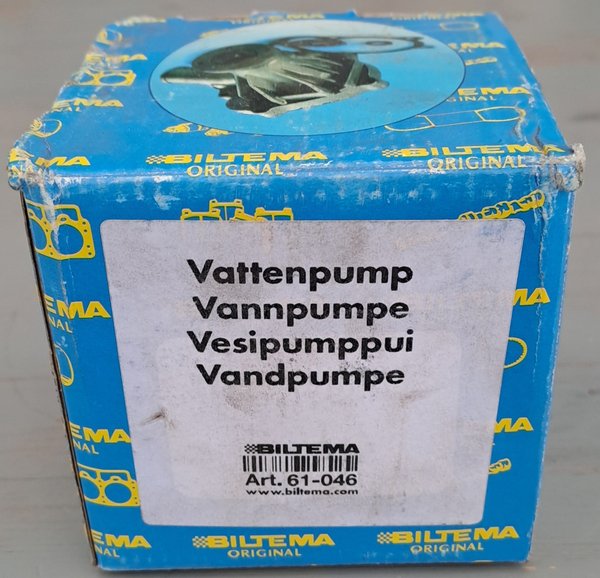 BILTEMA
ORIGINAL
BILTEMA
ORIGINAL
Vattenpump
Vannpumpe
Vesipumppui
Vandpumpe
BILTEMA
Art. 61-046
www.biltema.com
BILTEMA
ORIGINAL
BILTEMA
ORIGINAL